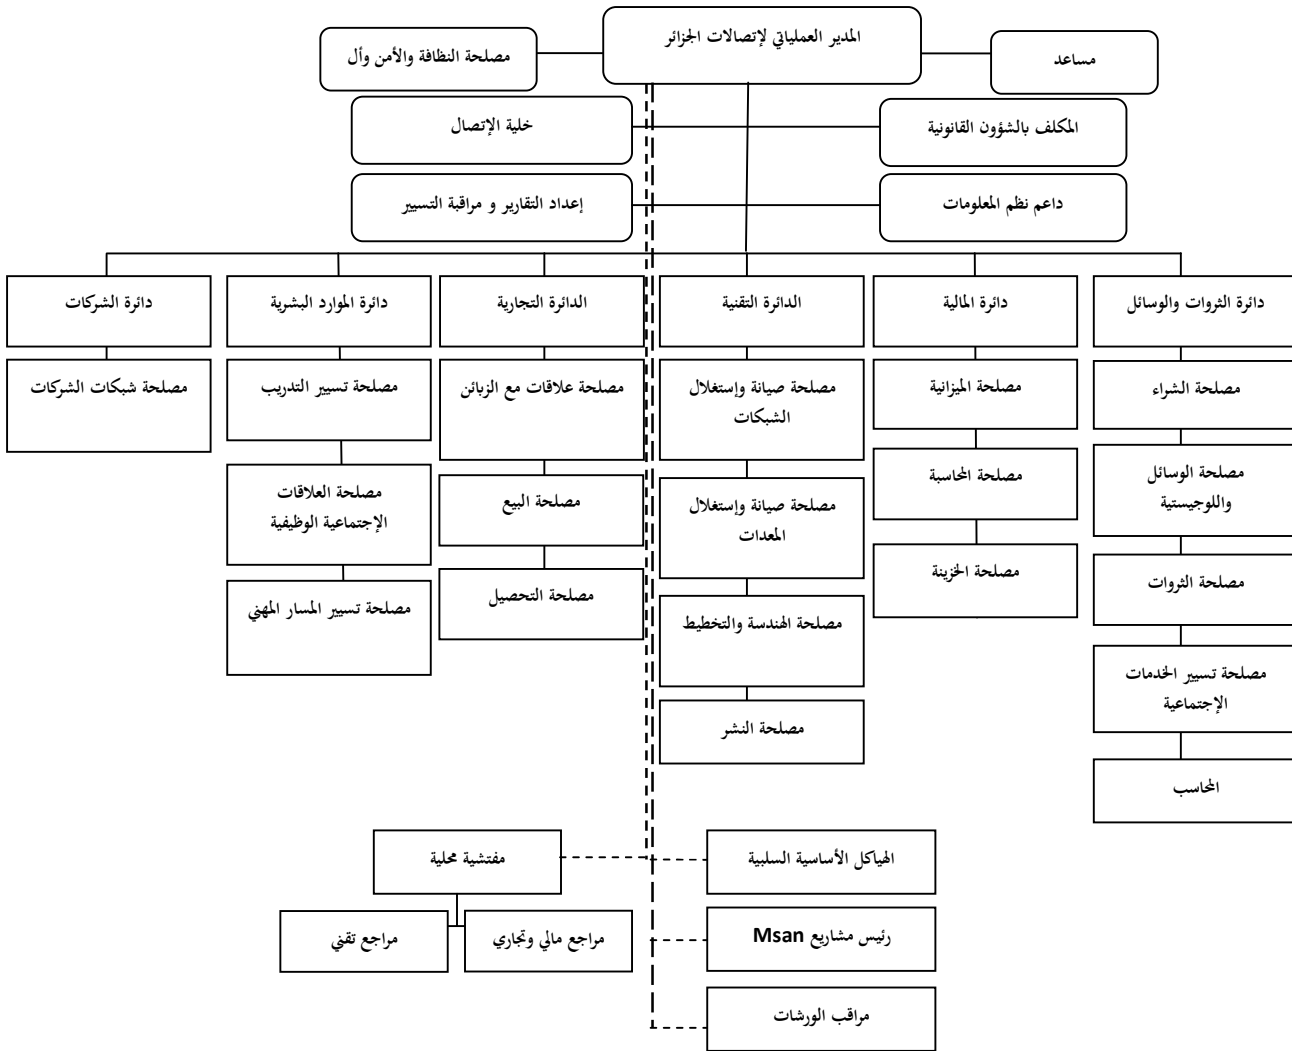 المدير العملياتي لإتصالات الجزائر
مساعد
مصلحة النظافة والأمن وأل
المكلف بالشؤون القانونية
خلية الإتصال
داعم نظم المعلومات
إعداد التقارير و مراقبة التسيير
دائرة الثروات والوسائل
دائرة المالية
الدائرة التقنية
الدائرة التجارية
دائرة الموارد البشرية
دائرة الشركات
مصلحة الشراء
مصلحة الوسائل
واللوجيستية
مصلحة الثروات
مصلحة تسيير الخدمات
الإجتماعية
المحاسب
مصلحة الميزانية
مصلحة المحاسبة
مصلحة الخزينة
مصلحة صيانة وإستغلال
الشبكات
مصلحة صيانة وإستغلال
المعدات
مصلحة الهندسة والتخطيط
مصلحة النشر
مصلحة علاقات مع الزبائن
مصلحة البيع
مصلحة التحصيل
مصلحة تسيير التدريب
مصلحة العلاقات
الإجتماعية الوظيفية
مصلحة تسيير المسار المهني
مصلحة شبكات الشركات
الهياكل الأساسية السلبية
رئيس مشاريع Msan
مراقب الورشات
مفتشية محلية
مراجع مالي وتجاري
مراجع تقني